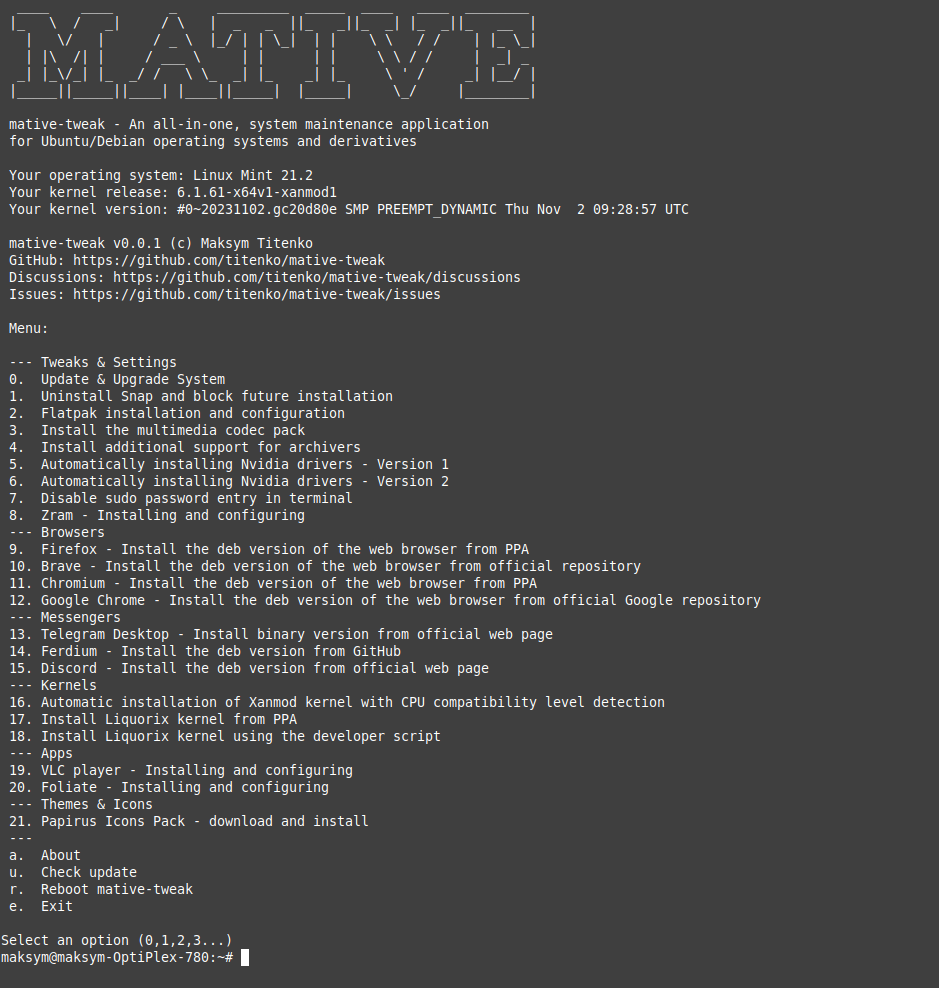 MATIVE
mative-tweak - An all-in-one, system maintenance application
for Ubuntu/Debian operating systems and derivatives
Your operating system: Linux Mint 21.2
Your kernel release: 6.1.61-x64v1-xanmod1
Your kernel version: #0~20231102.gc20d80e SMP PREEMPT_DYNAMIC Thu Nov  2 09:28:57 UTC
mative-tweak v0.0.1 (c) Maksym Titenko
GitHub: https://github.com/titenko/mative-tweak
Discussions: https://github.com/titenko/mative-tweak/discussions
Issues: https://github.com/titenko/mative-tweak/issues
Menu:
--- Tweaks & Settings
0.  Update & Upgrade System
1.  Uninstall Snap and block future installation
2.  Flatpak installation and configuration
3.  Install the multimedia codec pack
4.  Install additional support for archivers
5.  Automatically installing Nvidia drivers - Version 1
6.  Automatically installing Nvidia drivers - Version 2
7.  Disable sudo password entry in terminal
8.  Zram - Installing and configuring
--- Browsers
9.  Firefox - Install the deb version of the web browser from PPA
10. Brave - Install the deb version of the web browser from official repository
11. Chromium - Install the deb version of the web browser from PPA
12. Google Chrome - Install the deb version of the web browser from official Google repository
--- Messengers
13. Telegram Desktop - Install binary version from official web page
14. Ferdium - Install the deb version from GitHub
15. Discord - Install the deb version from official web page
--- Kernels
16. Automatic installation of Xanmod kernel with CPU compatibility level detection
17. Install Liquorix kernel from PPA
18. Install Liquorix kernel using the developer script
--- Apps
19. VLC player - Installing and configuring
20. Foliate - Installing and configuring
--- Themes & Icons
21. Papirus Icons Pack - download and install
---
a.  About
u.  Check update
r.  Reboot mative-tweak
e.  Exit
Select an option (0,1,2,3...)
maksym@maksym-OptiPlex-780:~#